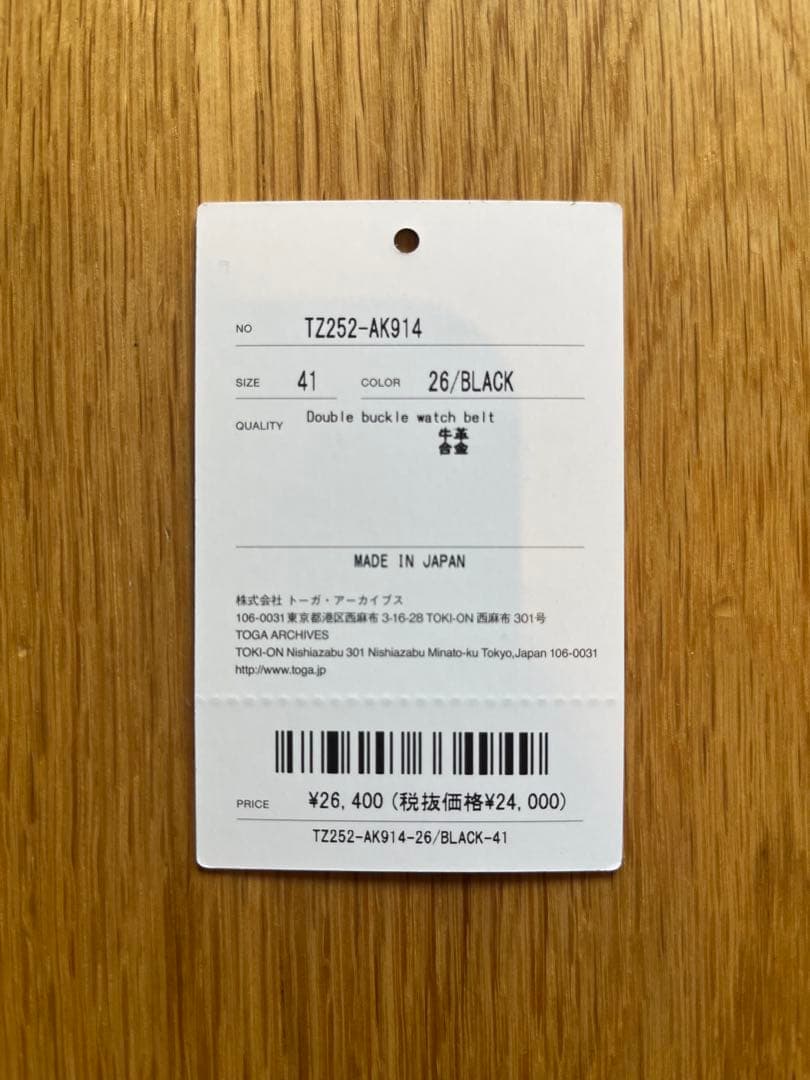 NO TZ252-AK914
SIZE 41 COLOR 26/BLACK
QUALITY Double buckle watch belt
牛革
合金
MADE IN JAPAN
株式会社 トーガ・アーカイブス
106-0031東京都港区西麻布 3-16-28 TOKI-ON 西麻布 301号
TOGA ARCHIVES
TOKI-ON Nishiazabu 301 Nishiazabu Minato-ku Tokyo,Japan 106-0031
http://www.toga.jp
PRICE ¥26,400 (税抜価格¥24,000)
TZ252-AK914-26/BLACK-41